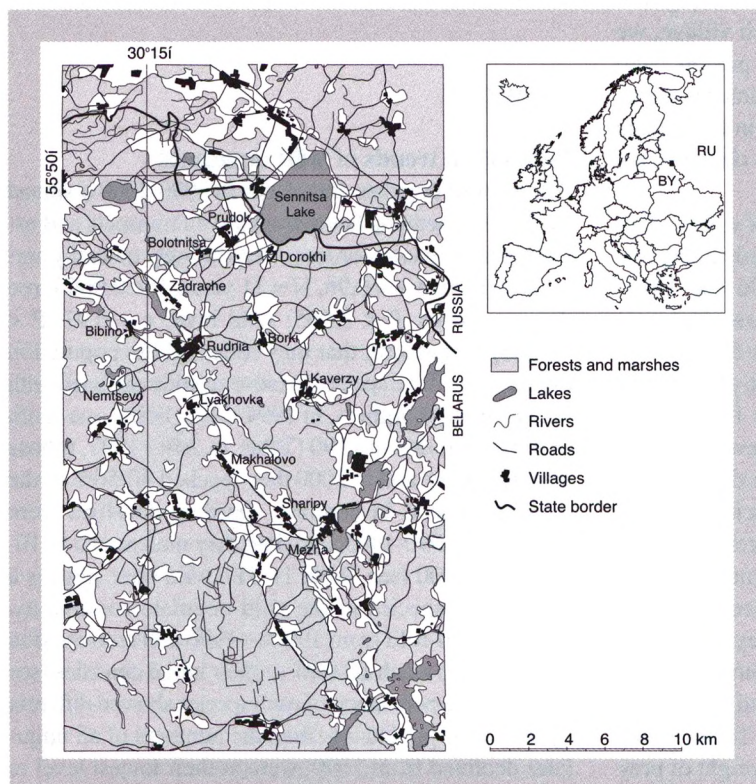 30°15í
55°50í
Sennitsa
Lake
Prudok
Bolotnitsa
Dorokhi
Zadrache
Bibino
Rudnia
Borki
Nemtsevo
Lyakhovka
Kaverzy
Makhalovo
Sharipy
Mezha
RUSSIA
BELARUS
RU
BY
Forests and marshes
Lakes
Rivers
Roads
Villages
State border
0 2 4 6 8 10 km